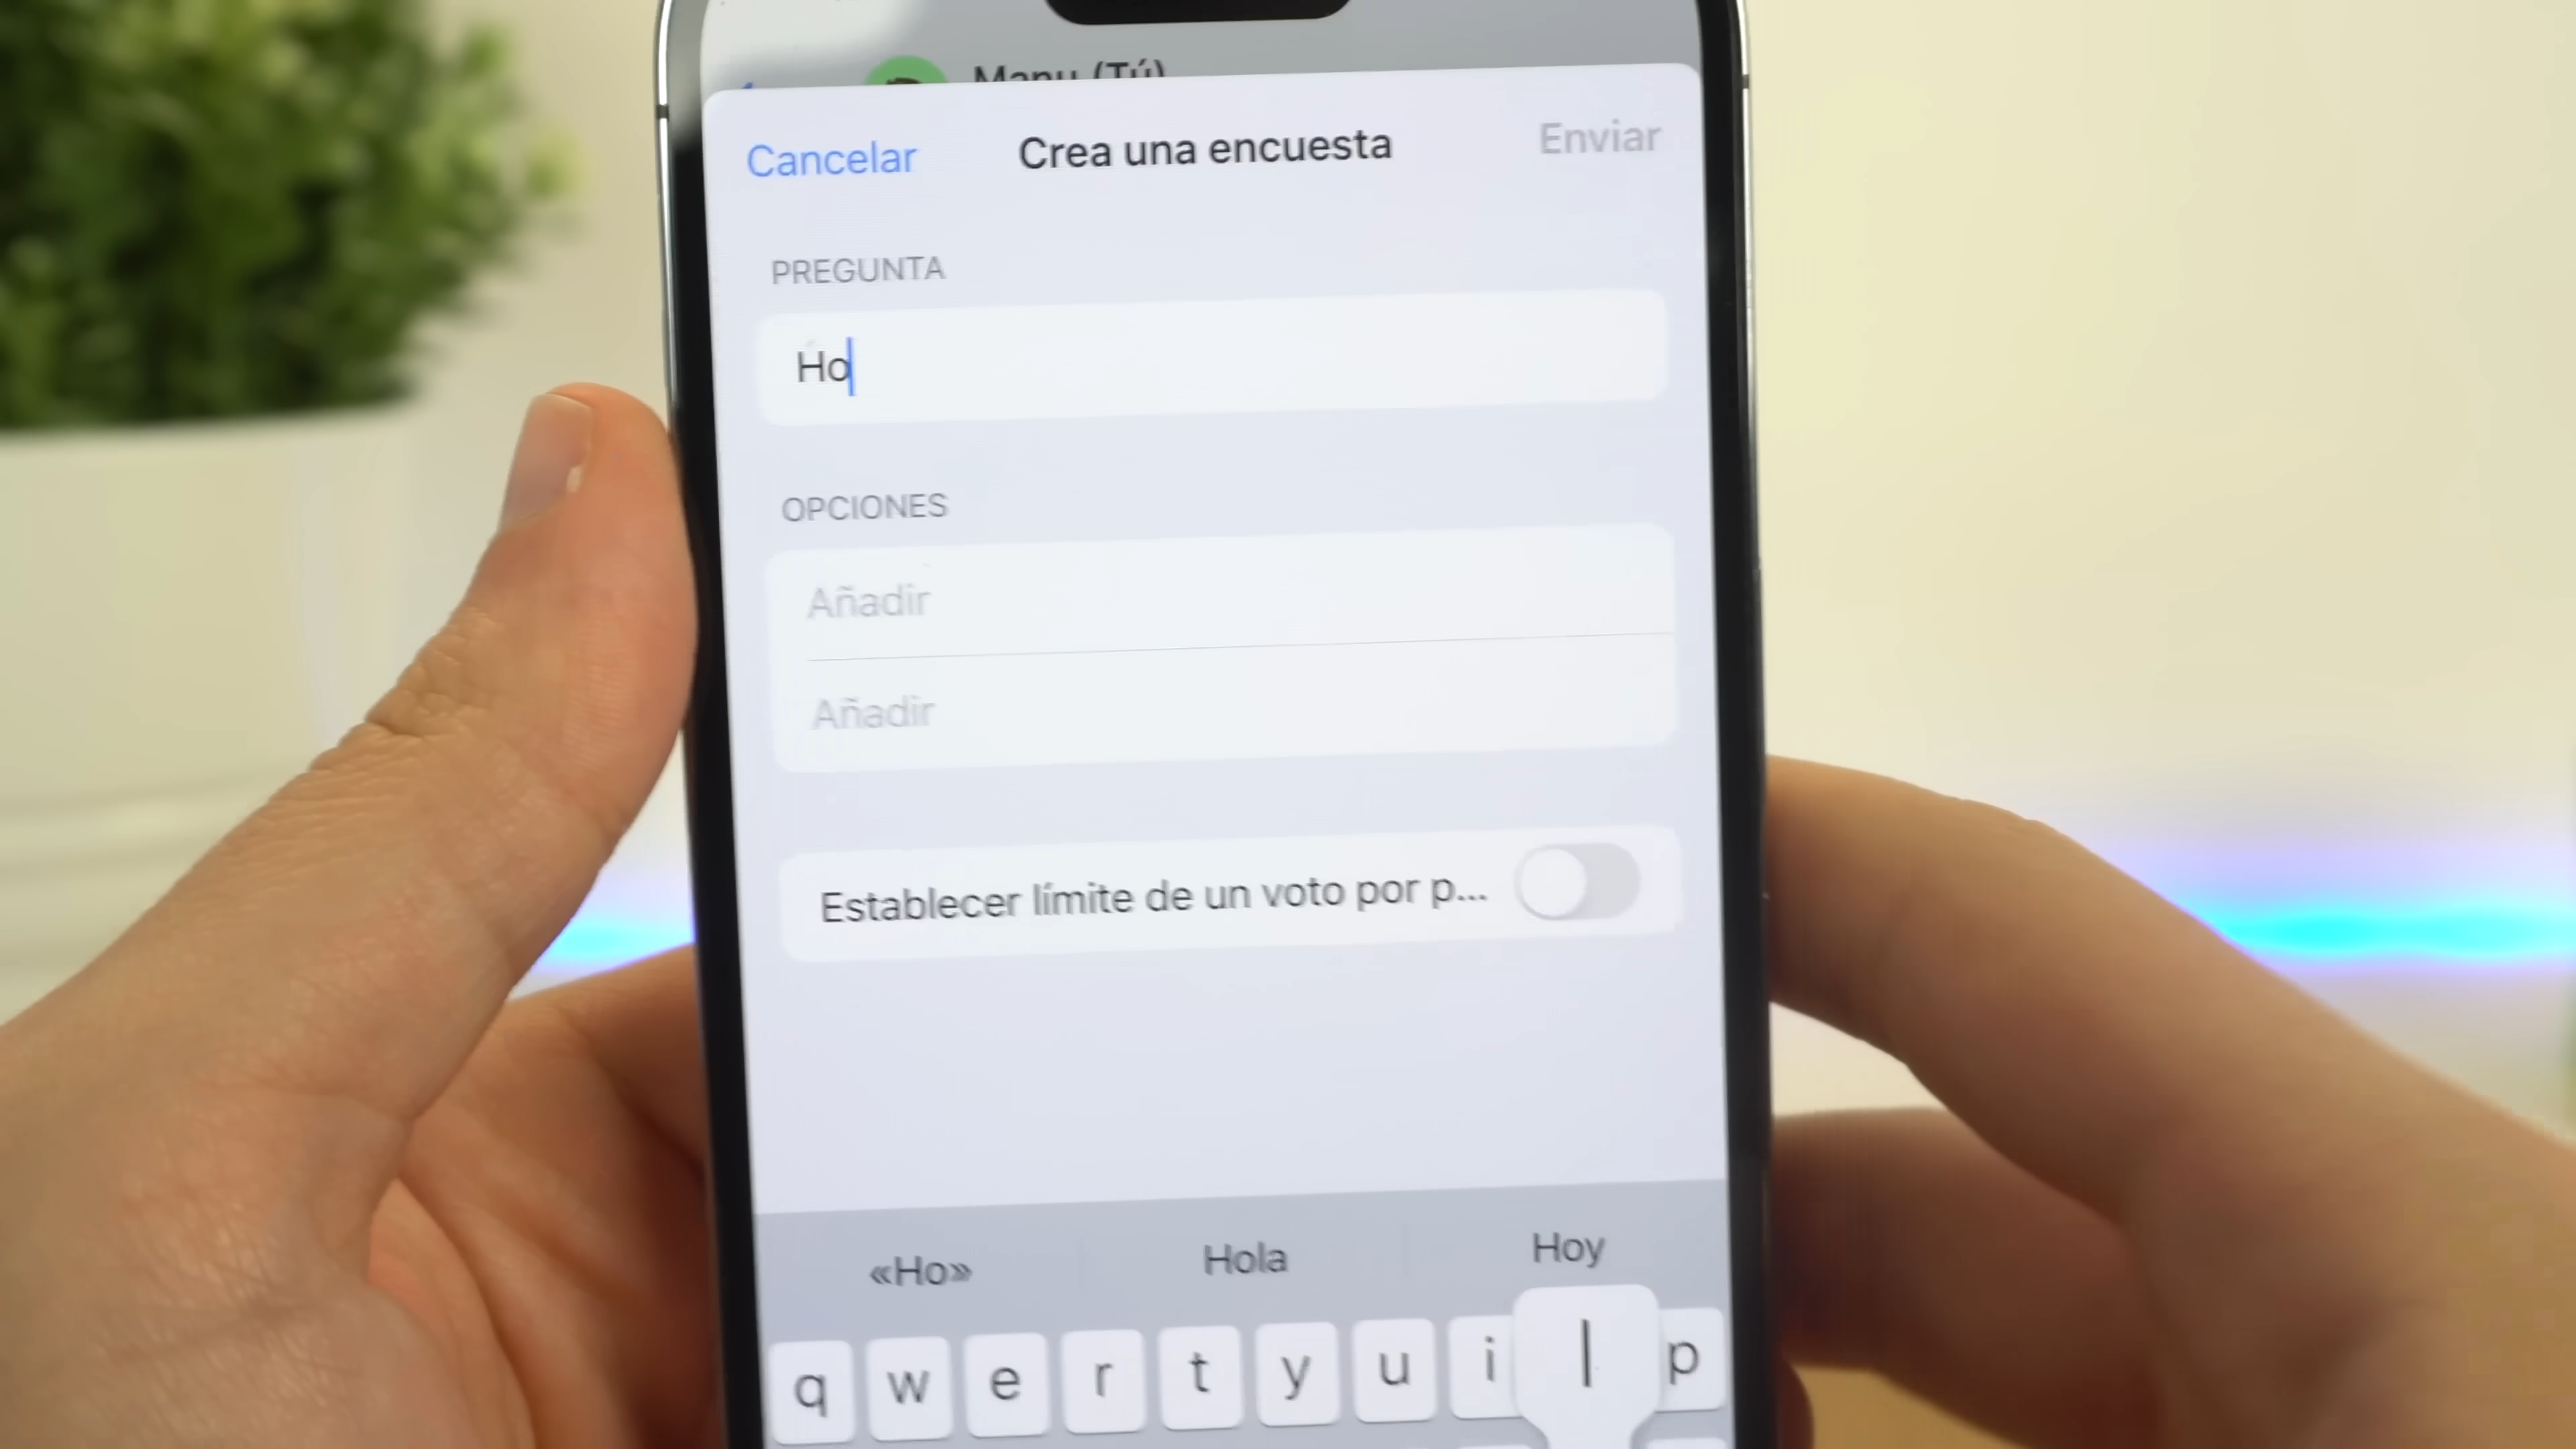 Manu (Tú)
Cancelar Crea una encuesta Enviar
PREGUNTA
Ho
OPCIONES
Añadir
Añadir
Establecer límite de un voto por p...
«Ho» Hola Hoy
q w e r t y u i l p